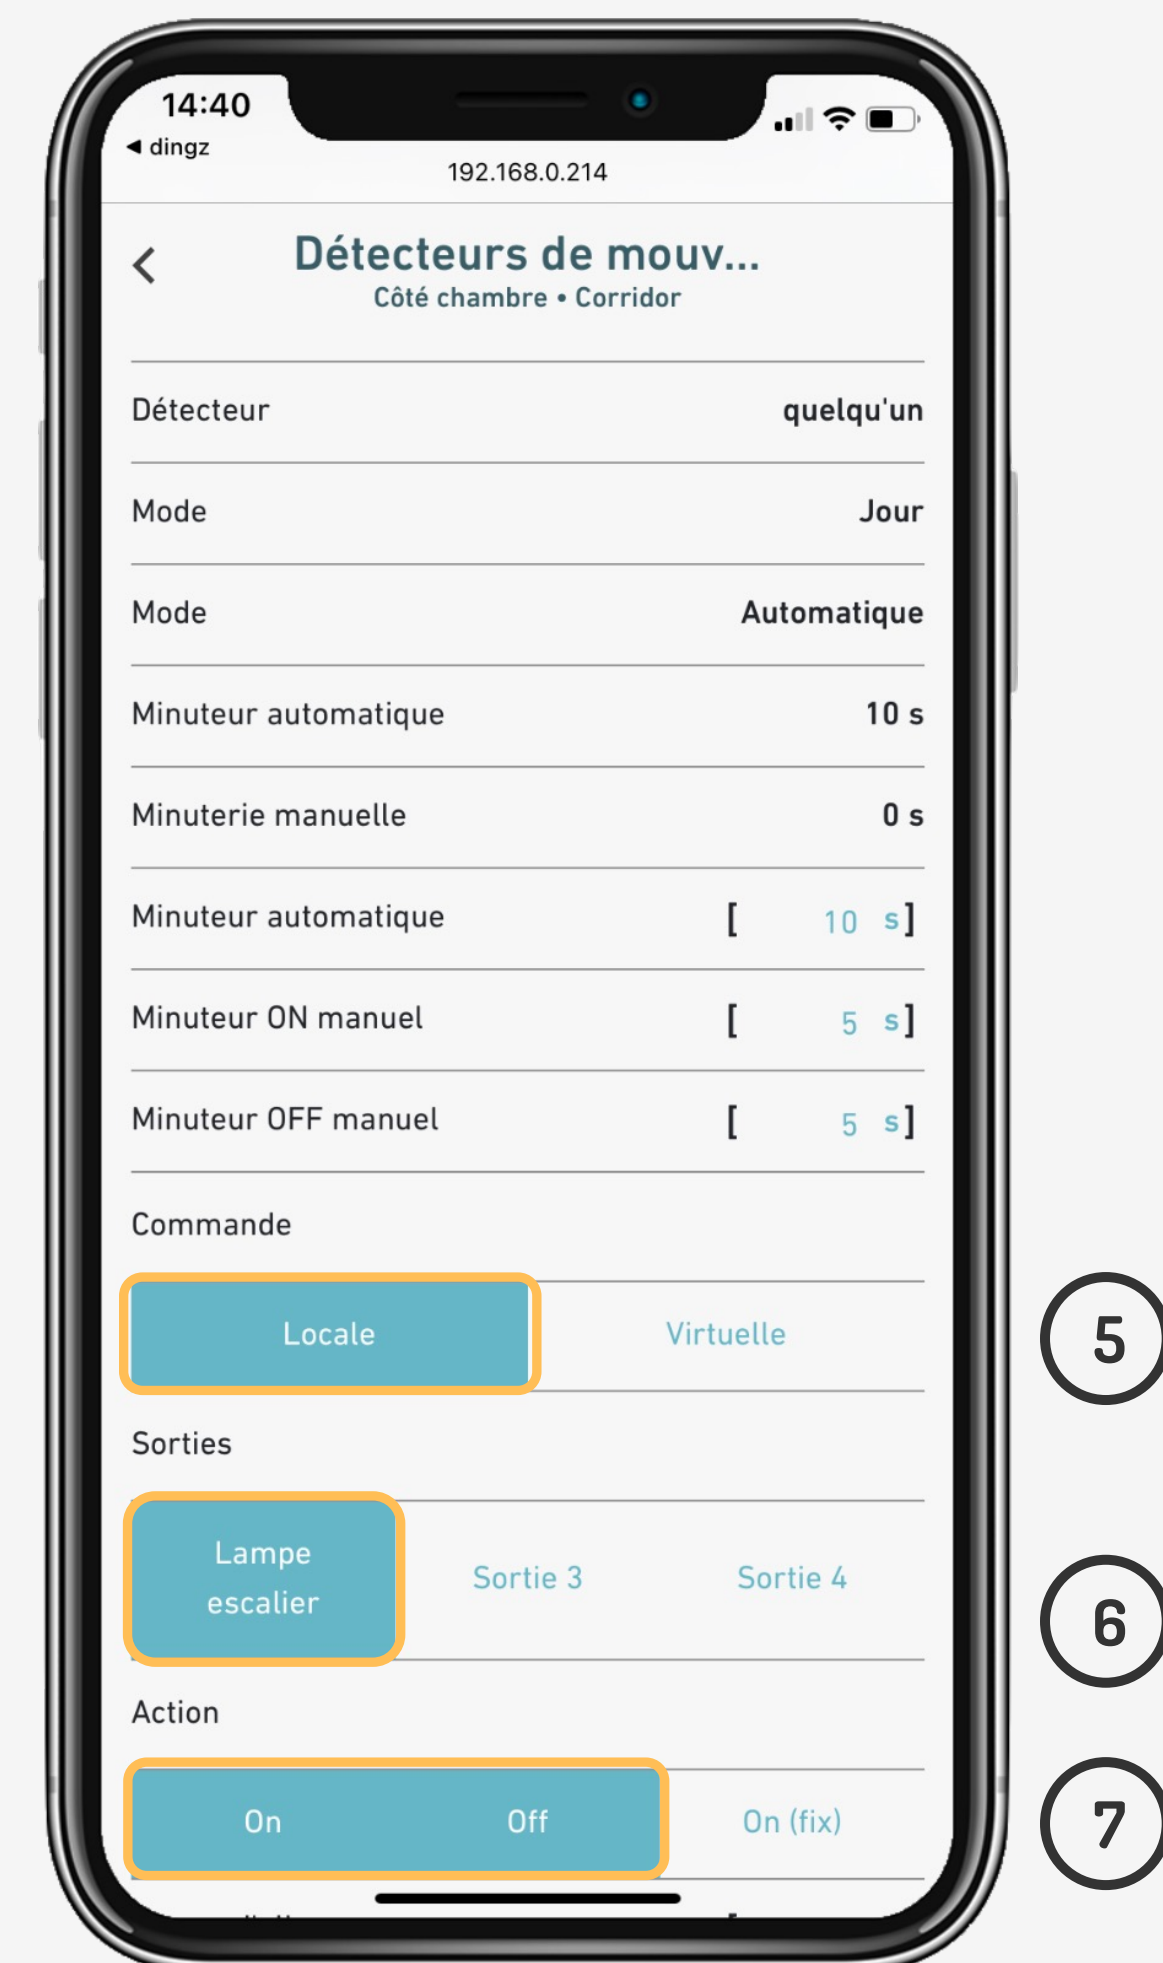 14:40
◀ dingz
192.168.0.214
Détecteurs de mouv...
Côté chambre • Corridor
Détecteur quelqu'un
Mode Jour
Mode Automatique
Minuteur automatique 10 s
Minuterie manuelle 0 s
Minuteur automatique [ 10 s]
Minuteur ON manuel [ 5 s]
Minuteur OFF manuel [ 5 s]
Commande
Locale Virtuelle
5
Sorties
Lampe
escalier
Sortie 3 Sortie 4
6
Action
On Off On (fix)
7